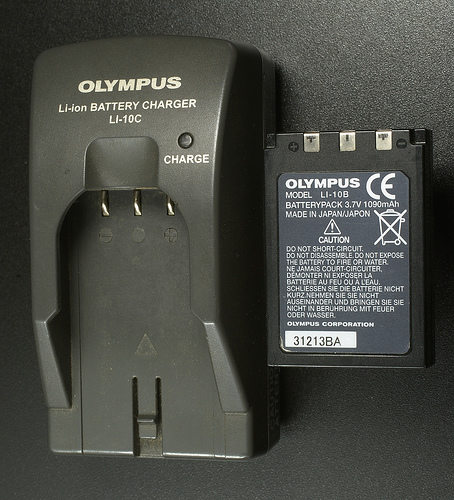 OLYMPUS
Li-ion BATTERY CHARGER
LI-10C
CHARGE
OLYMPUS
MODEL LI-10B
BATTERYPACK 3.7V 1090mAh
MADE IN JAPAN/JAPON
CAUTION
DO NOT SHORT-CIRCUIT.
DO NOT DISASSEMBLE. DO NOT EXPOSE
THE BATTERY TO FIRE OR WATER.
NE JAMAIS COURT-CIRCUITER,
DÉMONTER NI EXPOSER LA
BATTERIE AU FEU OU À L'EAU.
SCHLIESSEN SIE DIE BATTERIE NICHT
KURZ.NEHMEN SIE SIE NICHT
AUSEINANDER UND BRINGEN SIE SIE
NICHT IN BERÜHRUNG MIT FEUER
ODER WASSER.
OLYMPUS CORPORATION
31213BA